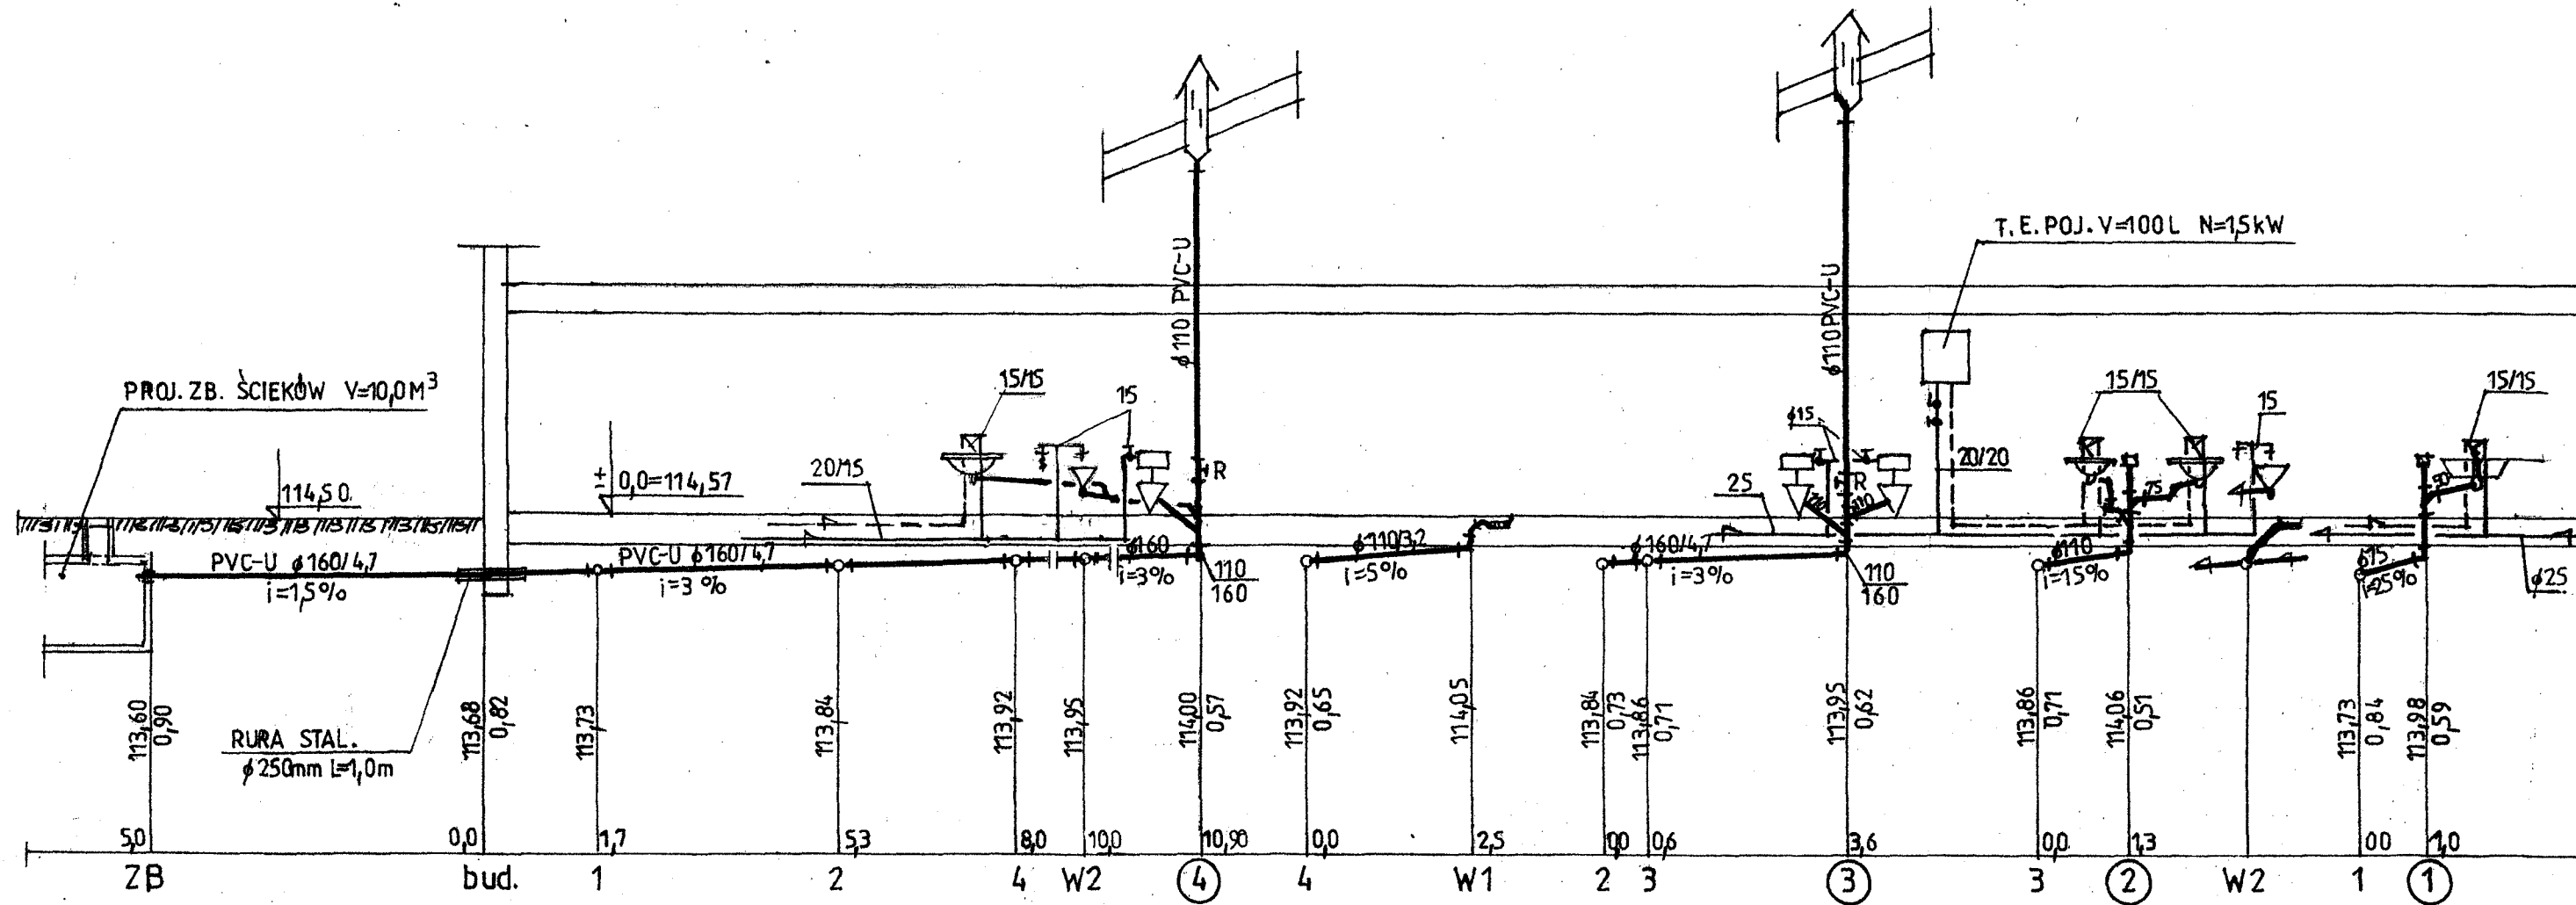 T.E.POJ. V=100L N=1,5kW
PROJ. ZB. ŚCIEKÓW V=10,0M³
ϕ110 PVC-U
ϕ110 PVC-U
15/15
15
ϕ15
15/15
15
15/15
114,50
± 0,0=114,57
20/15
R
R
20/20
25
110
110
75
50
PVC-U ϕ160/4,7
i=1,5%
PVC-U ϕ160/4,7
i=3%
ϕ160
i=3%
110
160
ϕ110/3,2
i=5%
ϕ160/4,7
i=3%
110
160
ϕ110
i=15%
ϕ75
i=25%
ϕ25
RURA STAL.
ϕ250mm L=1,0m
113,60
0,90
113,68
0,82
113,73
113,84
113,92
113,95
114,00
0,57
113,92
0,65
114,05
113,84
0,73
113,86
0,71
113,95
0,62
113,86
0,71
114,06
0,51
113,73
0,84
113,98
0,59
5,0 0,0 1,7 5,3 8,0 10,0 10,90 0,0 2,5 0,0 0,6 3,6 0,0 1,3 0,0 1,0
ZB bud. 1 2 4 W2 4 4 W1 2 3 3 3 2 W2 1 1